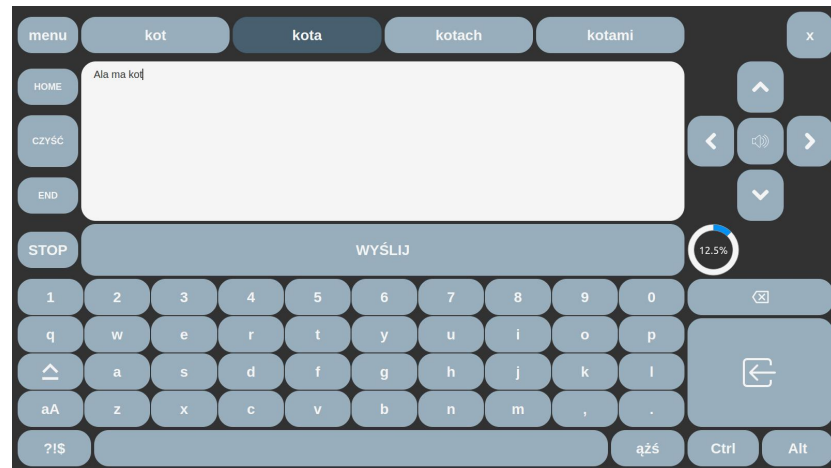 menu kot kota kotach kotami x
HOME Ala ma kot
CZYŚĆ
END
STOP WYŚLIJ 12.5%
1 2 3 4 5 6 7 8 9 0
q w e r t y u i o p
a s d f g h j k l
aA z x c v b n m , .
?!$ ążś Ctrl Alt